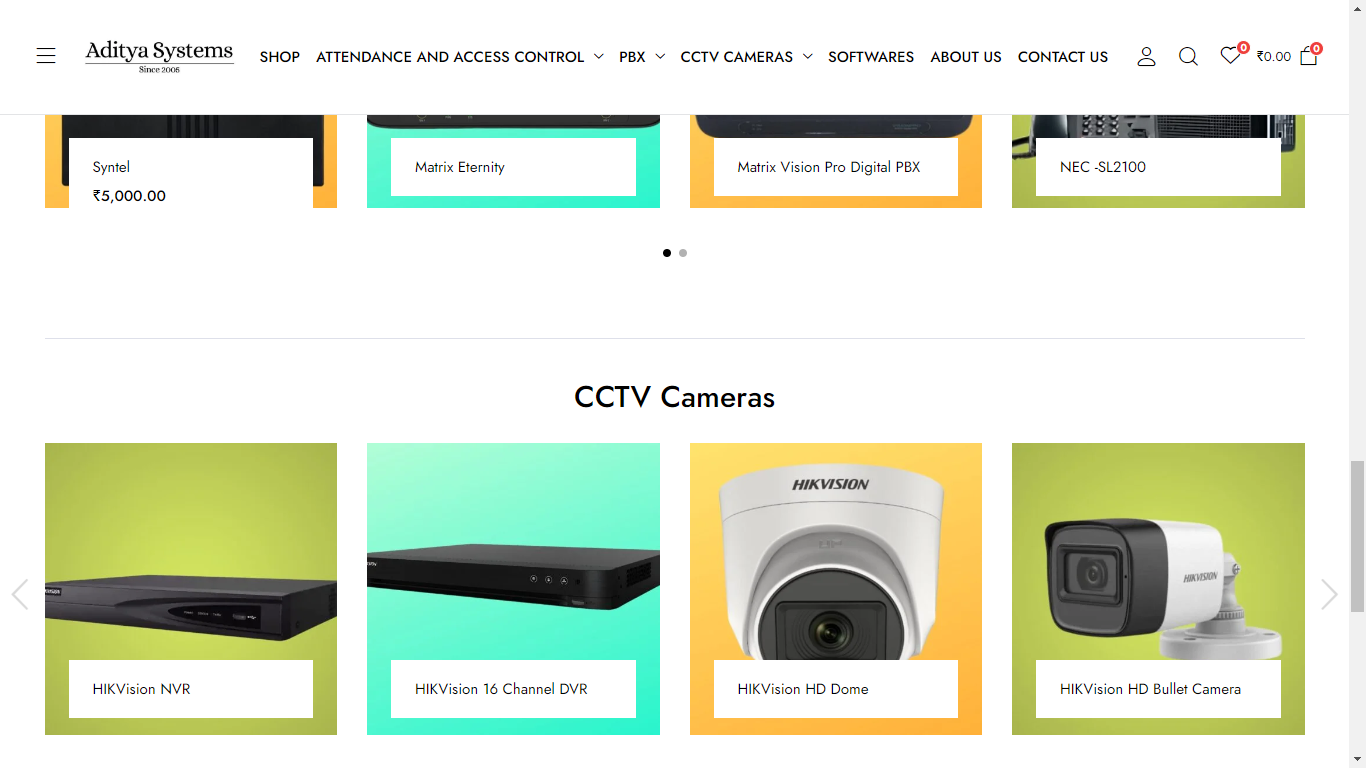 Aditya Systems
Since 2006
SHOP ATTENDANCE AND ACCESS CONTROL PBX CCTV CAMERAS SOFTWARES ABOUT US CONTACT US
0
₹0.00
0
Syntel
₹5,000.00
Matrix Eternity
Matrix Vision Pro Digital PBX
NEC -SL2100
CCTV Cameras
HIKVISION
HIKVISION
HIKVision NVR
HIKVision 16 Channel DVR
HIKVision HD Dome
HIKVision HD Bullet Camera